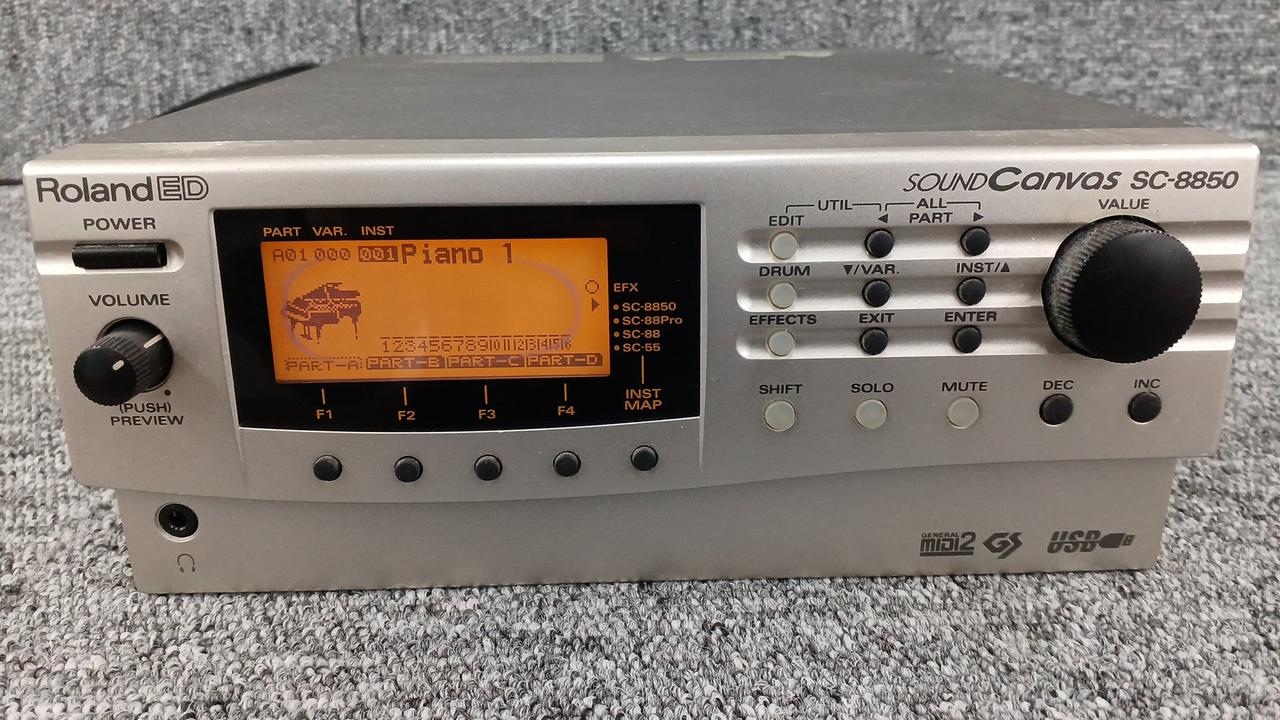 Roland ED
SOUND Canvas SC-8850
POWER
VOLUME
(PUSH)
PREVIEW
PART VAR. INST
A01 000 001 Piano 1
12345678910111213141516
PART-A PART-B PART-C PART-D
F1 F2 F3 F4
EFX
SC-8850
SC-88Pro
SC-88
SC-55
INST
MAP
UTIL ALL
EDIT PART
DRUM ▼/VAR. INST/▲
EFFECTS EXIT ENTER
SHIFT SOLO MUTE
VALUE
DEC INC
GENERAL
MIDI2 GS USB